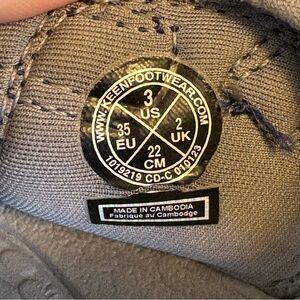 WWW.KEENFOOTWEAR.COM
3
US
35
EU
2
UK
22
CM
1019219 CD-C 010123
MADE IN CAMBODIA
Fabriqué au Cambodge